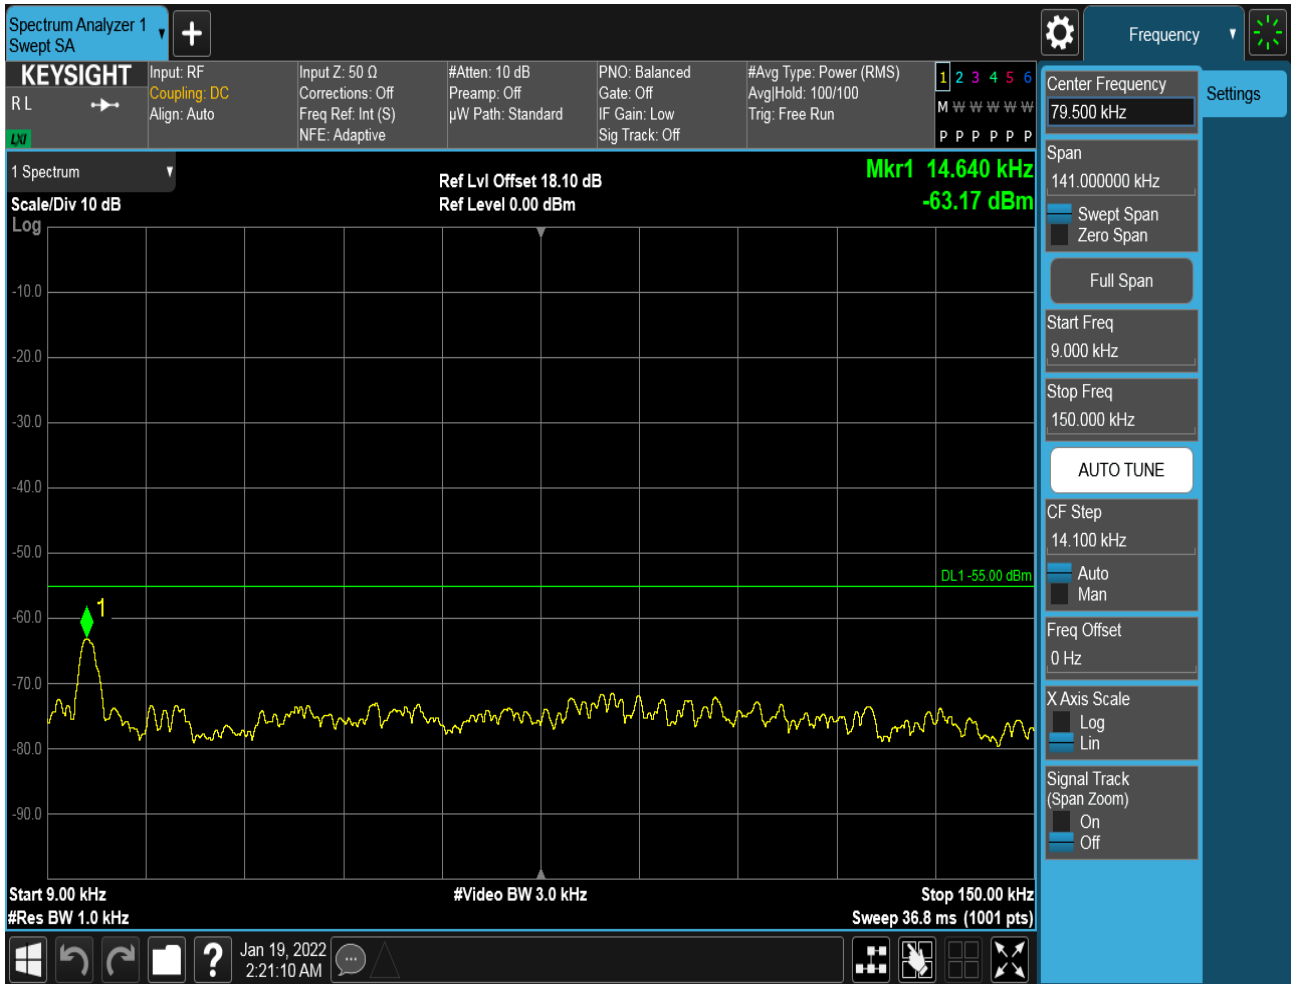 Spectrum Analyzer 1
Swept SA
Frequency
KEYSIGHT
R L
LXI
Input: RF
Coupling: DC
Align: Auto
Input Z: 50 Ω
Corrections: Off
Freq Ref: Int (S)
NFE: Adaptive
#Atten: 10 dB
Preamp: Off
µW Path: Standard
PNO: Balanced
Gate: Off
IF Gain: Low
Sig Track: Off
#Avg Type: Power (RMS)
Avg|Hold: 100/100
Trig: Free Run
1 2 3 4 5 6
M W W W W W
P P P P P P
1 Spectrum
Scale/Div 10 dB
Log
Ref Lvl Offset 18.10 dB
Ref Level 0.00 dBm
Mkr1 14.640 kHz
-63.17 dBm
-10.0
-20.0
-30.0
-40.0
-50.0
DL1 -55.00 dBm
1
-60.0
-70.0
-80.0
-90.0
Start 9.00 kHz
#Res BW 1.0 kHz
#Video BW 3.0 kHz
Stop 150.00 kHz
Sweep 36.8 ms (1001 pts)
Center Frequency
79.500 kHz
Settings
Span
141.000000 kHz
Swept Span
Zero Span
Full Span
Start Freq
9.000 kHz
Stop Freq
150.000 kHz
AUTO TUNE
CF Step
14.100 kHz
Auto
Man
Freq Offset
0 Hz
X Axis Scale
Log
Lin
Signal Track
(Span Zoom)
On
Off
?
Jan 19, 2022
2:21:10 AM